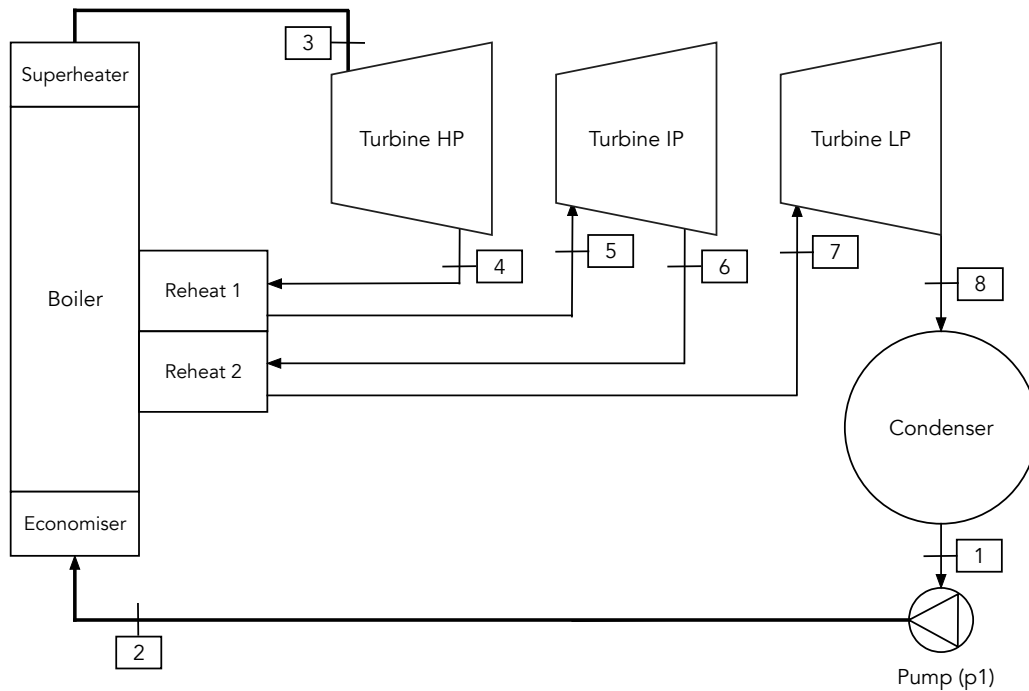 3
Superheater
Turbine HP
Turbine IP
Turbine LP
4
5
6
7
8
Boiler
Reheat 1
Reheat 2
Condenser
Economiser
1
2
Pump (p1)